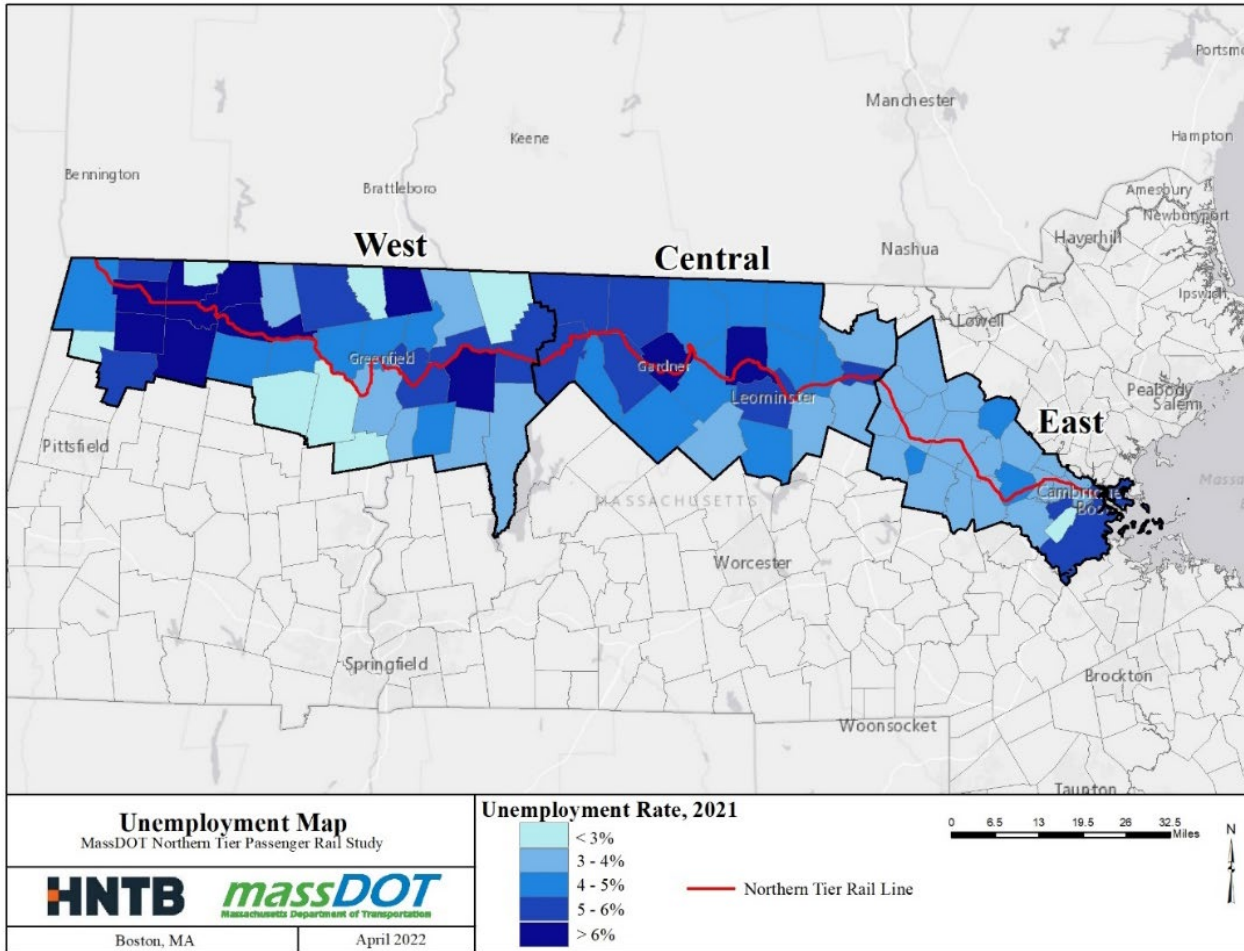 Portsmo
Manchester
Hampton
Keene
Bennington
Brattleboro
Amesbury
Newburyport
Haverhill
Nashua
West
Central
Ipswich
Lowell
Greenfield
Gardner
Peabody
Salem
Leominster
East
Pittsfield
Cambridge
Bos
MASSACHUSETTS
Massa
Worcester
Springfield
Brockton
Woonsocket
Taunton
Unemployment Map
MassDOT Northern Tier Passenger Rail Study
HNTB
massDOT
Massachusetts Department of Transportation
Boston, MA
April 2022
Unemployment Rate, 2021
< 3%
3 - 4%
4 - 5%
5 - 6%
> 6%
Northern Tier Rail Line
0 6.5 13 19.5 26 32.5
Miles
N